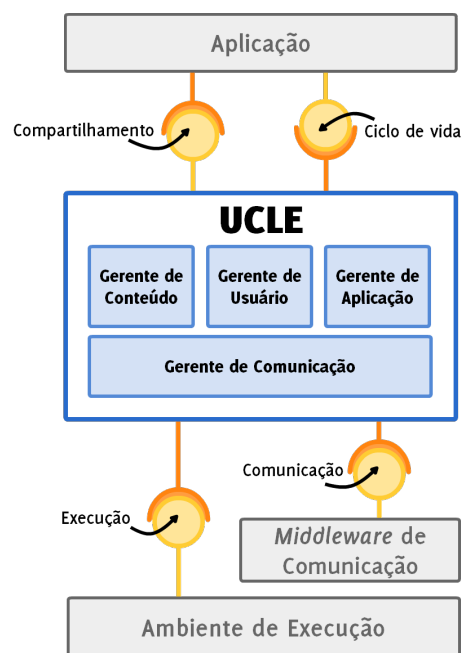 Aplicação
Compartilhamento
Ciclo de vida
UCLE
Gerente de
Conteúdo
Gerente de
Usuário
Gerente de
Aplicação
Gerente de Comunicação
Comunicação
Execução
Middleware de
Comunicação
Ambiente de Execução